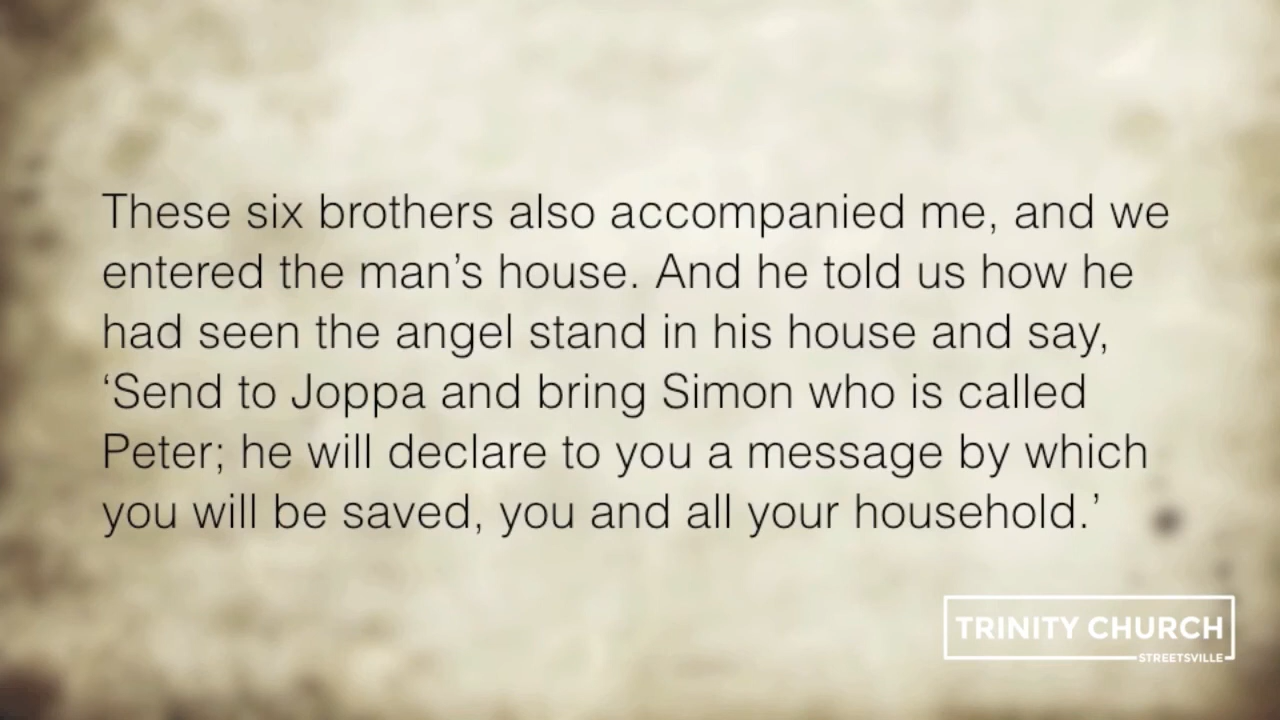 These six brothers also accompanied me, and we
entered the man’s house. And he told us how he
had seen the angel stand in his house and say,
‘Send to Joppa and bring Simon who is called
Peter; he will declare to you a message by which
you will be saved, you and all your household.’
TRINITY CHURCH
STREETSVILLE